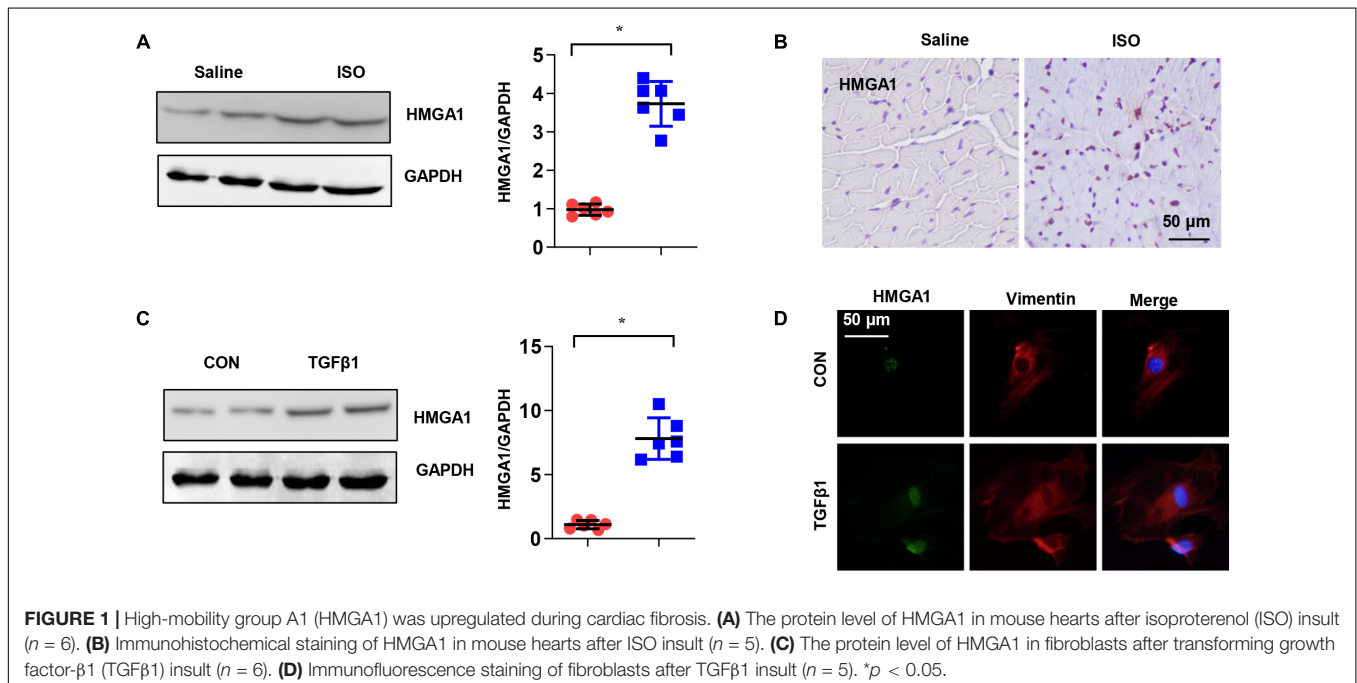 A
Saline ISO
HMGA1
GAPDH
*
HMGA1/GAPDH
5
4
3
2
1
0
B
Saline ISO
HMGA1
50 µm
C
CON TGFβ1
HMGA1
GAPDH
*
HMGA1/GAPDH
15
10
5
0
D
HMGA1 Vimentin Merge
50 µm
CON
TGFβ1
FIGURE 1 | High-mobility group A1 (HMGA1) was upregulated during cardiac fibrosis. (A) The protein level of HMGA1 in mouse hearts after isoproterenol (ISO) insult
(n = 6). (B) Immunohistochemical staining of HMGA1 in mouse hearts after ISO insult (n = 5). (C) The protein level of HMGA1 in fibroblasts after transforming growth
factor-β1 (TGFβ1) insult (n = 6). (D) Immunofluorescence staining of fibroblasts after TGFβ1 insult (n = 5). *p < 0.05.